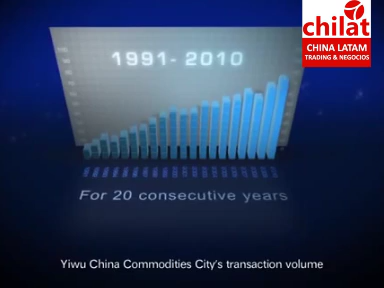 chilat
CHINA LATAM
TRADING & NEGOCIOS
1991- 2010
For 20 consecutive years
Yiwu China Commodities City's transaction volume